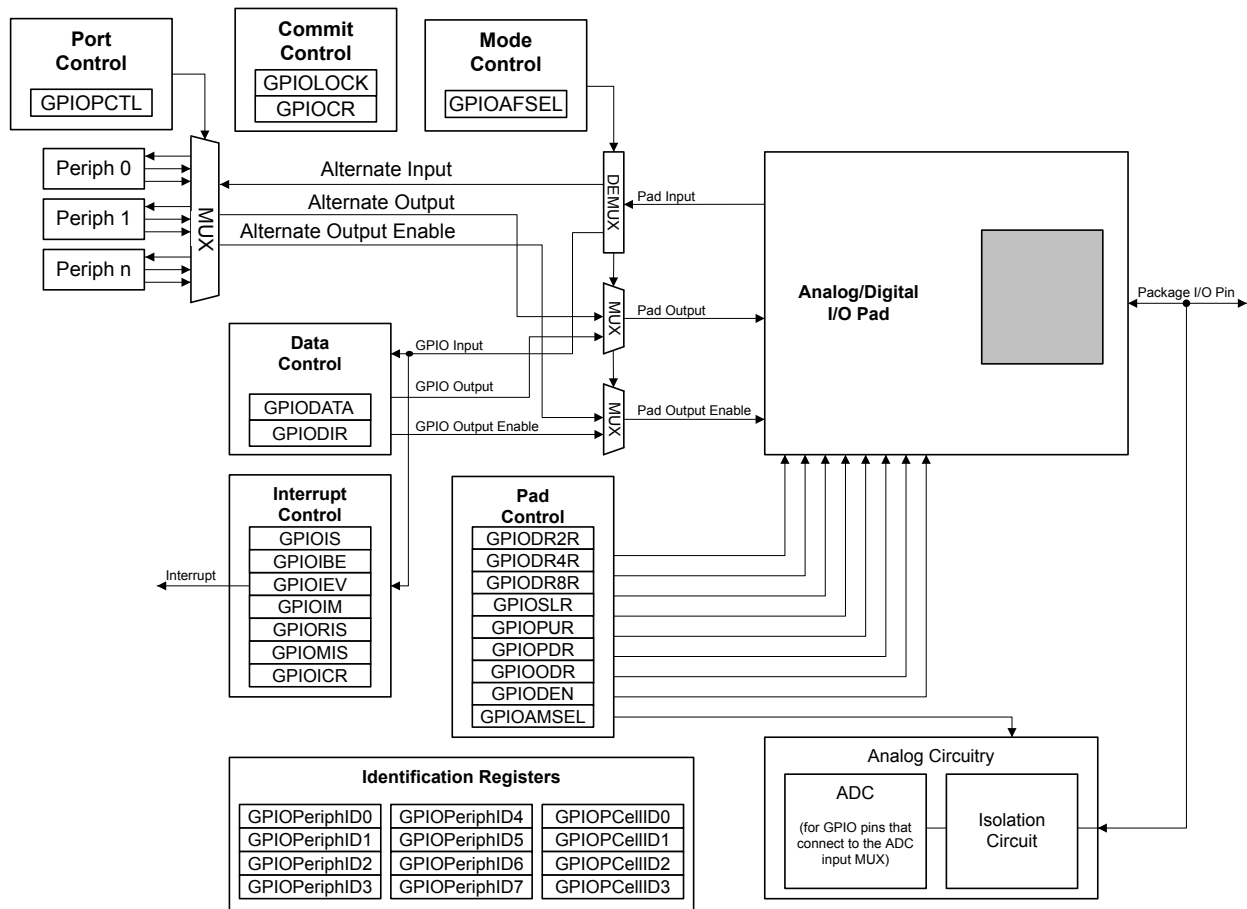 Port
Control
GPIOPCTL
Commit
Control
GPIOLOCK
GPIOCR
Mode
Control
GPIOAFSEL
Periph 0
Periph 1
Periph n
MUX
Alternate Input
Alternate Output
Alternate Output Enable
DEMUX
Pad Input
MUX
Pad Output
MUX
Pad Output Enable
Analog/Digital
I/O Pad
Package I/O Pin
Data
Control
GPIODATA
GPIODIR
GPIO Input
GPIO Output
GPIO Output Enable
Interrupt
Control
GPIOIS
GPIOIBE
GPIOIEV
GPIOIM
GPIORIS
GPIOMIS
GPIOICR
Interrupt
Pad
Control
GPIODR2R
GPIODR4R
GPIODR8R
GPIOSLR
GPIOPUR
GPIOPDR
GPIOODR
GPIODEN
GPIOAMSEL
Analog Circuitry
ADC
(for GPIO pins that
connect to the ADC
input MUX)
Isolation
Circuit
Identification Registers
GPIOPeriphID0
GPIOPeriphID1
GPIOPeriphID2
GPIOPeriphID3
GPIOPeriphID4
GPIOPeriphID5
GPIOPeriphID6
GPIOPeriphID7
GPIOPCellID0
GPIOPCellID1
GPIOPCellID2
GPIOPCellID3